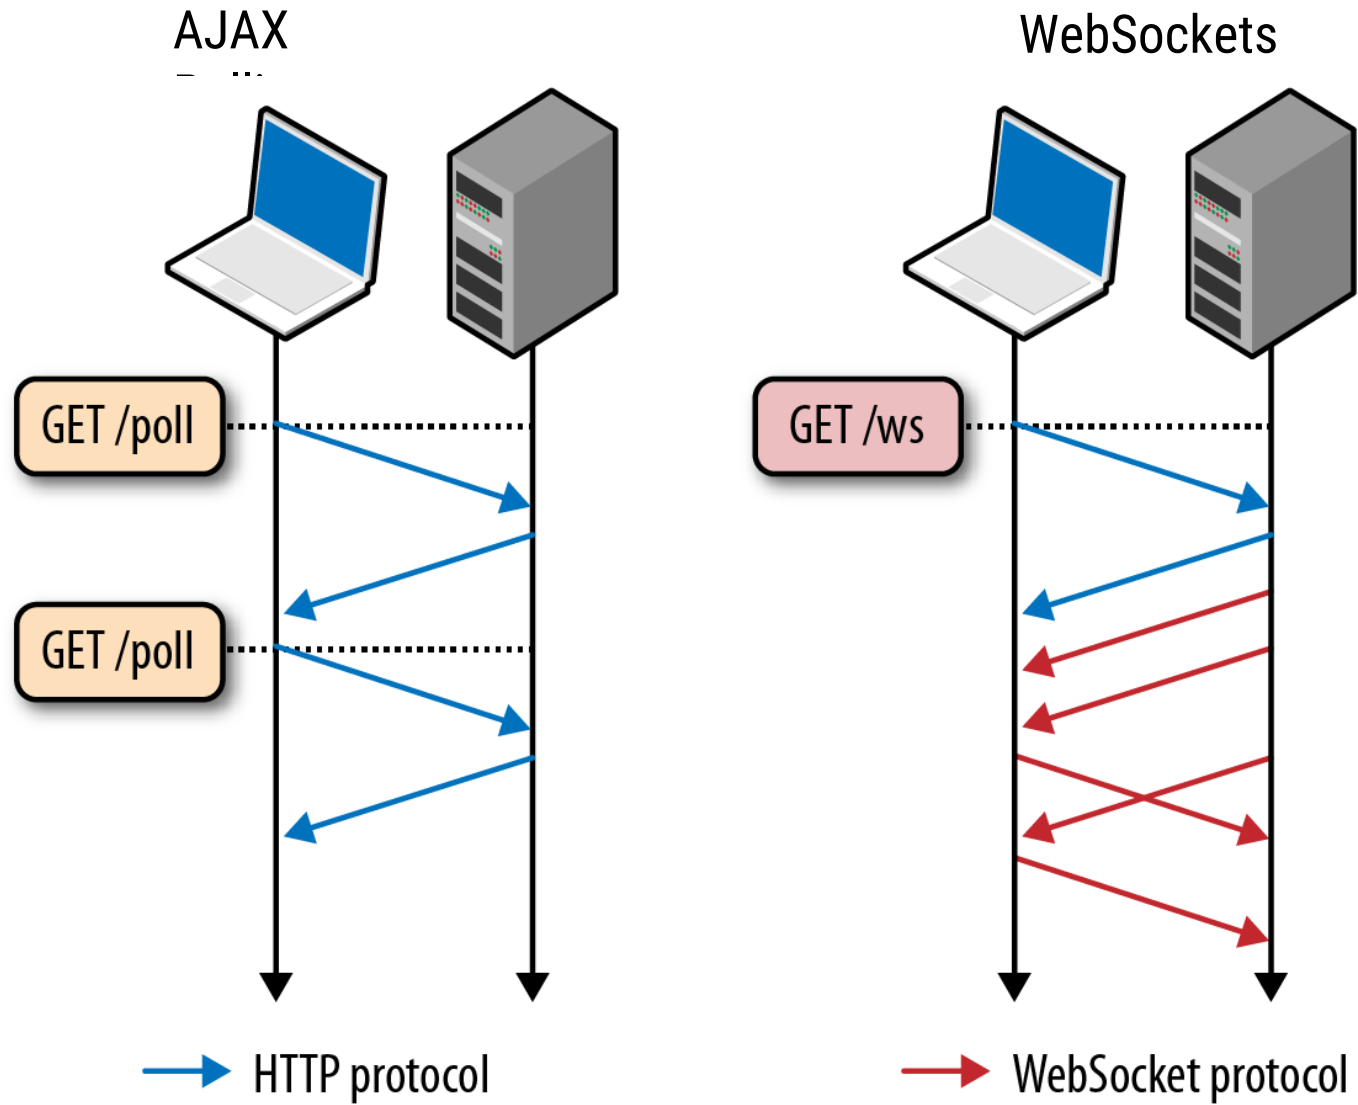 AJAX
WebSockets
GET /poll
GET /ws
GET /poll
HTTP protocol
WebSocket protocol